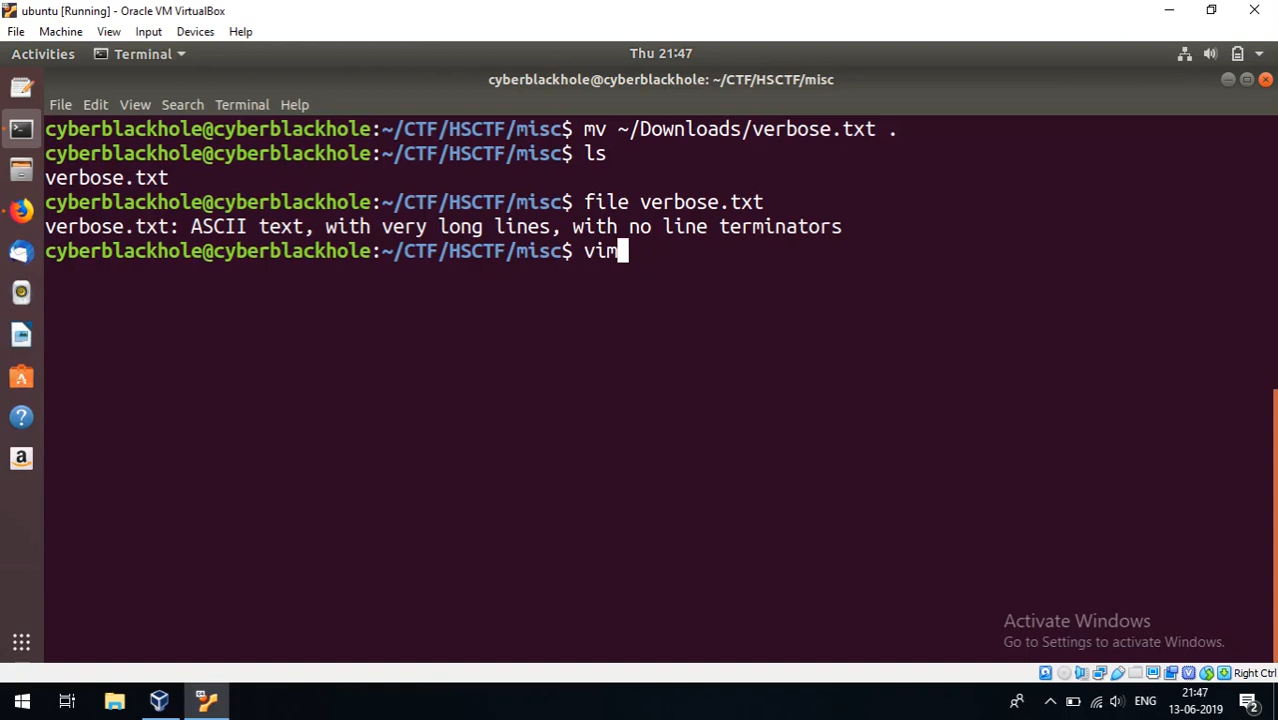 ubuntu [Running] - Oracle VM VirtualBox
File Machine View Input Devices Help
Activities Terminal Thu 21:47
cyberblackhole@cyberblackhole: ~/CTF/HSCTF/misc
File Edit View Search Terminal Help
cyberblackhole@cyberblackhole:~/CTF/HSCTF/misc$ mv ~/Downloads/verbose.txt .
cyberblackhole@cyberblackhole:~/CTF/HSCTF/misc$ ls
verbose.txt
cyberblackhole@cyberblackhole:~/CTF/HSCTF/misc$ file verbose.txt
verbose.txt: ASCII text, with very long lines, with no line terminators
cyberblackhole@cyberblackhole:~/CTF/HSCTF/misc$ vim
Activate Windows
Go to Settings to activate Windows.
Right Ctrl
ENG
21:47
13-06-2019
2